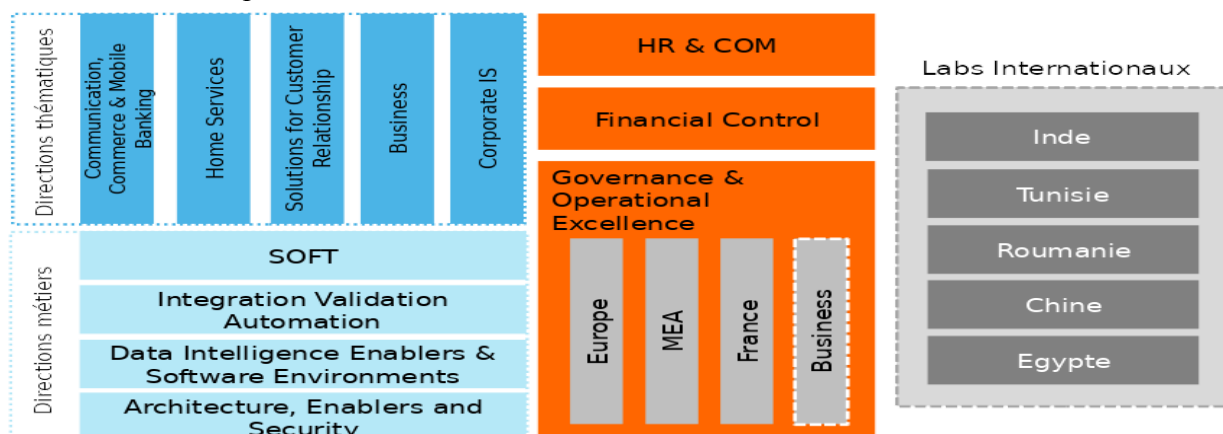 Directions thématiques
Communication,
Commerce & Mobile
Banking
Home Services
Solutions for Customer
Relationship
Business
Corporate IS
Directions métiers
SOFT
Integration Validation
Automation
Data Intelligence Enablers &
Software Environments
Architecture, Enablers and
Security
HR & COM
Financial Control
Governance &
Operational
Excellence
Europe
MEA
France
Business
Labs Internationaux
Inde
Tunisie
Roumanie
Chine
Egypte